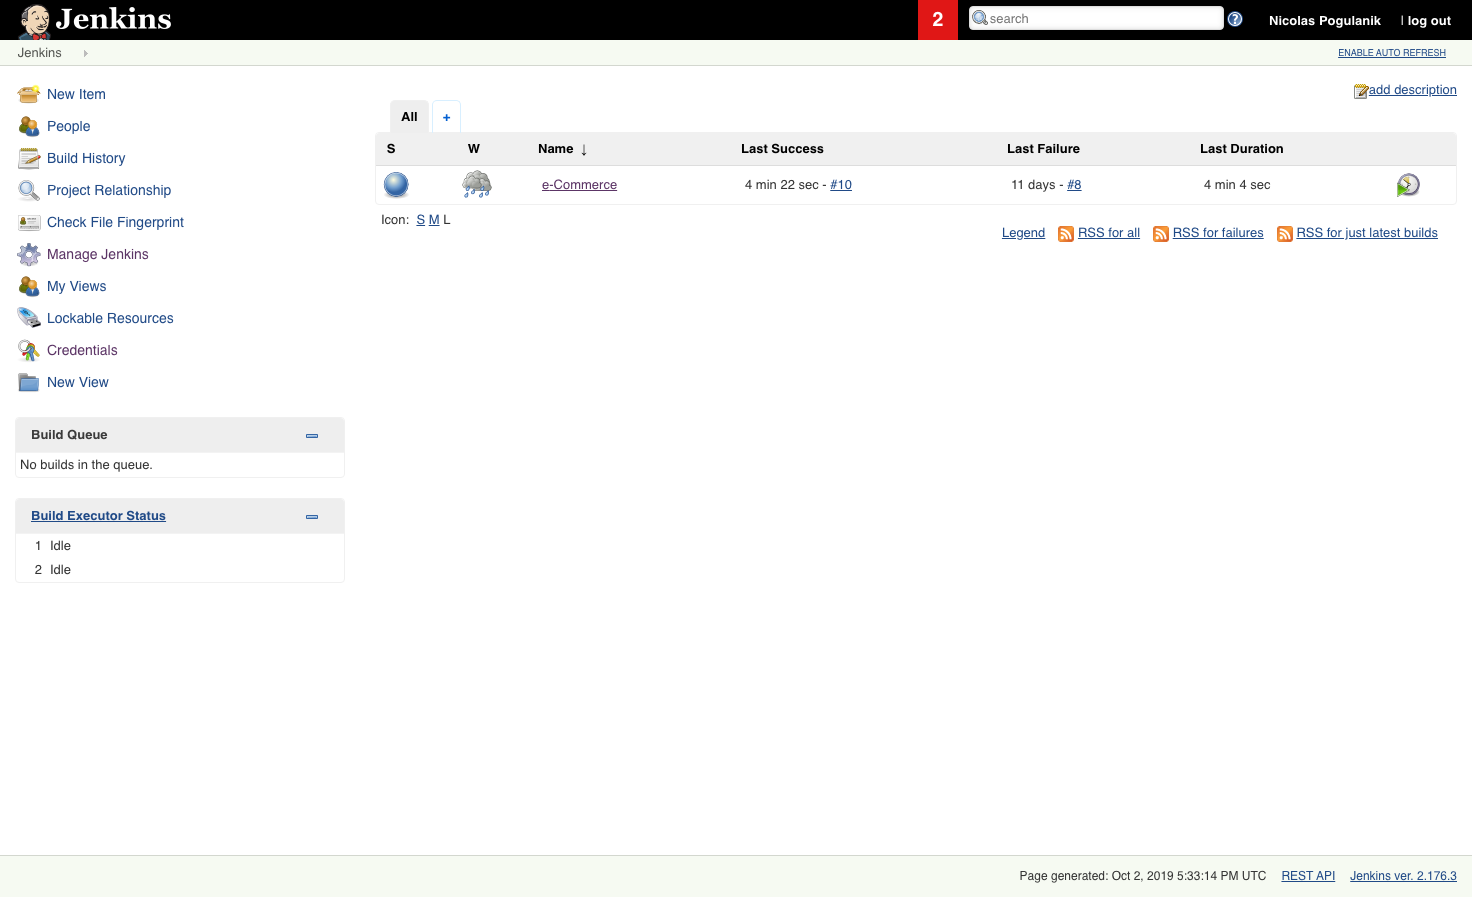 Jenkins
2
search
Nicolas Pogulanik
| log out
Jenkins
ENABLE AUTO REFRESH
New Item
People
Build History
Project Relationship
Check File Fingerprint
Manage Jenkins
My Views
Lockable Resources
Credentials
New View
Build Queue
No builds in the queue.
Build Executor Status
1 Idle
2 Idle
add description
All +
S W Name ↓ Last Success Last Failure Last Duration
e-Commerce 4 min 22 sec - #10 11 days - #8 4 min 4 sec
Icon: S M L
Legend RSS for all RSS for failures RSS for just latest builds
Page generated: Oct 2, 2019 5:33:14 PM UTC REST API Jenkins ver. 2.176.3